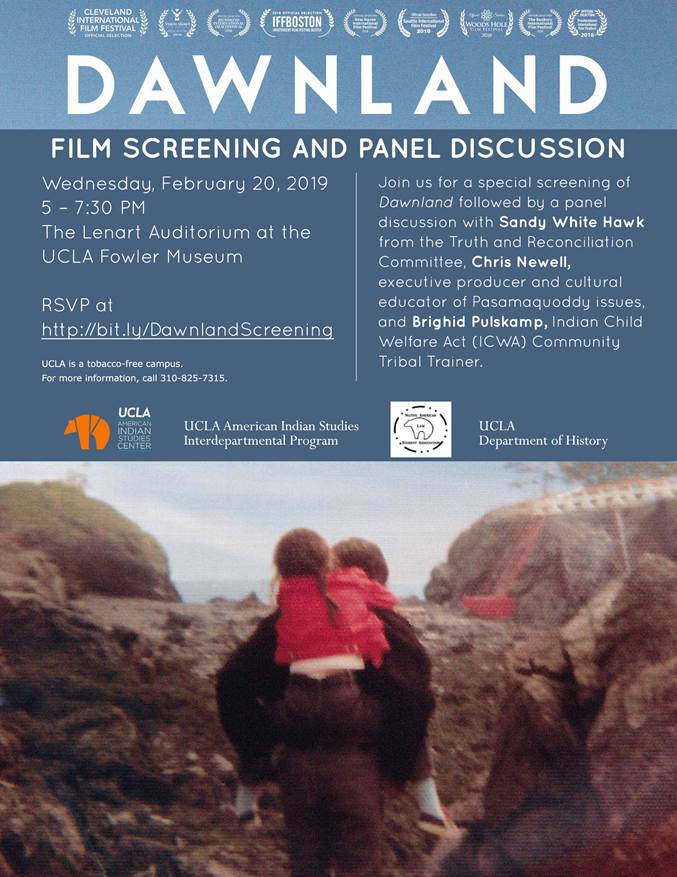 CLEVELAND
INTERNATIONAL
FILM FESTIVAL
OFFICIAL SELECTION
IFFBOSTON
Seattle International
Film Festival
2018
WOODS HOLE
FILM FESTIVAL
2018
DAWNLAND
FILM SCREENING AND PANEL DISCUSSION
Wednesday, February 20, 2019
5 – 7:30 PM
The Lenart Auditorium at the
UCLA Fowler Museum
RSVP at
http://bit.ly/DawnlandScreening
UCLA is a tobacco-free campus.
For more information, call 310-825-7315.
Join us for a special screening of
Dawnland followed by a panel
discussion with Sandy White Hawk
from the Truth and Reconciliation
Committee, Chris Newell,
executive producer and cultural
educator of Pasamaquoddy issues,
and Brighid Pulskamp, Indian Child
Welfare Act (ICWA) Community
Tribal Trainer.
UCLA
AMERICAN
INDIAN
STUDIES
CENTER
UCLA American Indian Studies
Interdepartmental Program
NATIVE AMERICAN
LAW
STUDENT ASSOCIATION
UCLA
Department of History